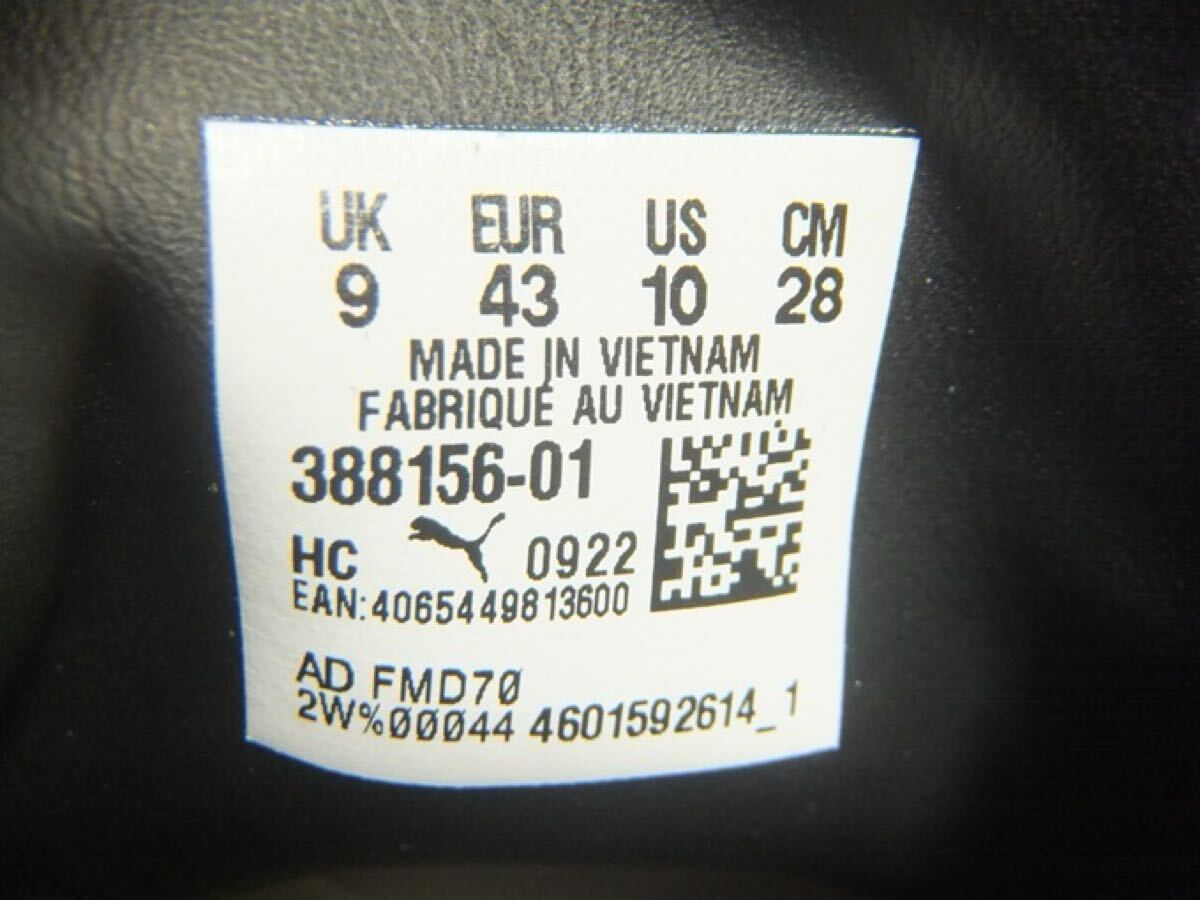 UK EUR US CM
9 43 10 28
MADE IN VIETNAM
FABRIQUE AU VIETNAM
388156-01
HC 0922
EAN:4065449813600
AD FMD70
2W%00044 4601592614_1